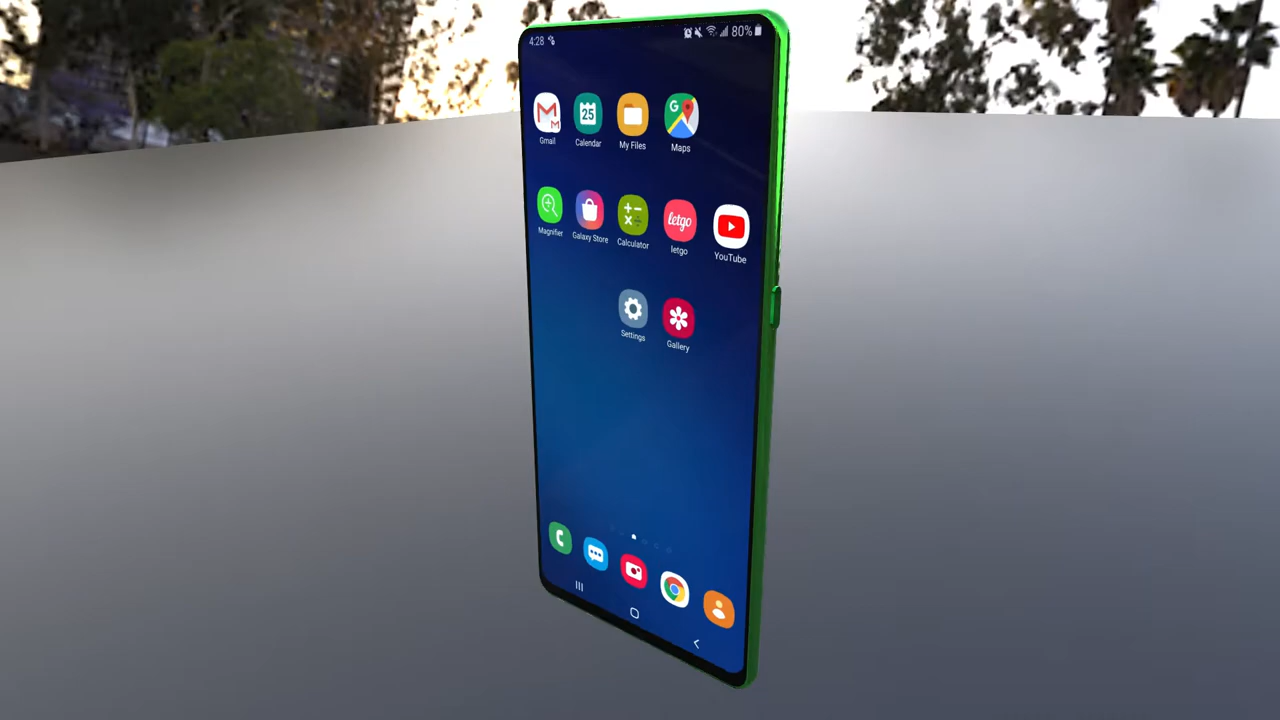 4:28 80%
25 G
Gmail Calendar My Files Maps
letgo
Magnifier Galaxy Store Calculator letgo YouTube
Settings Gallery